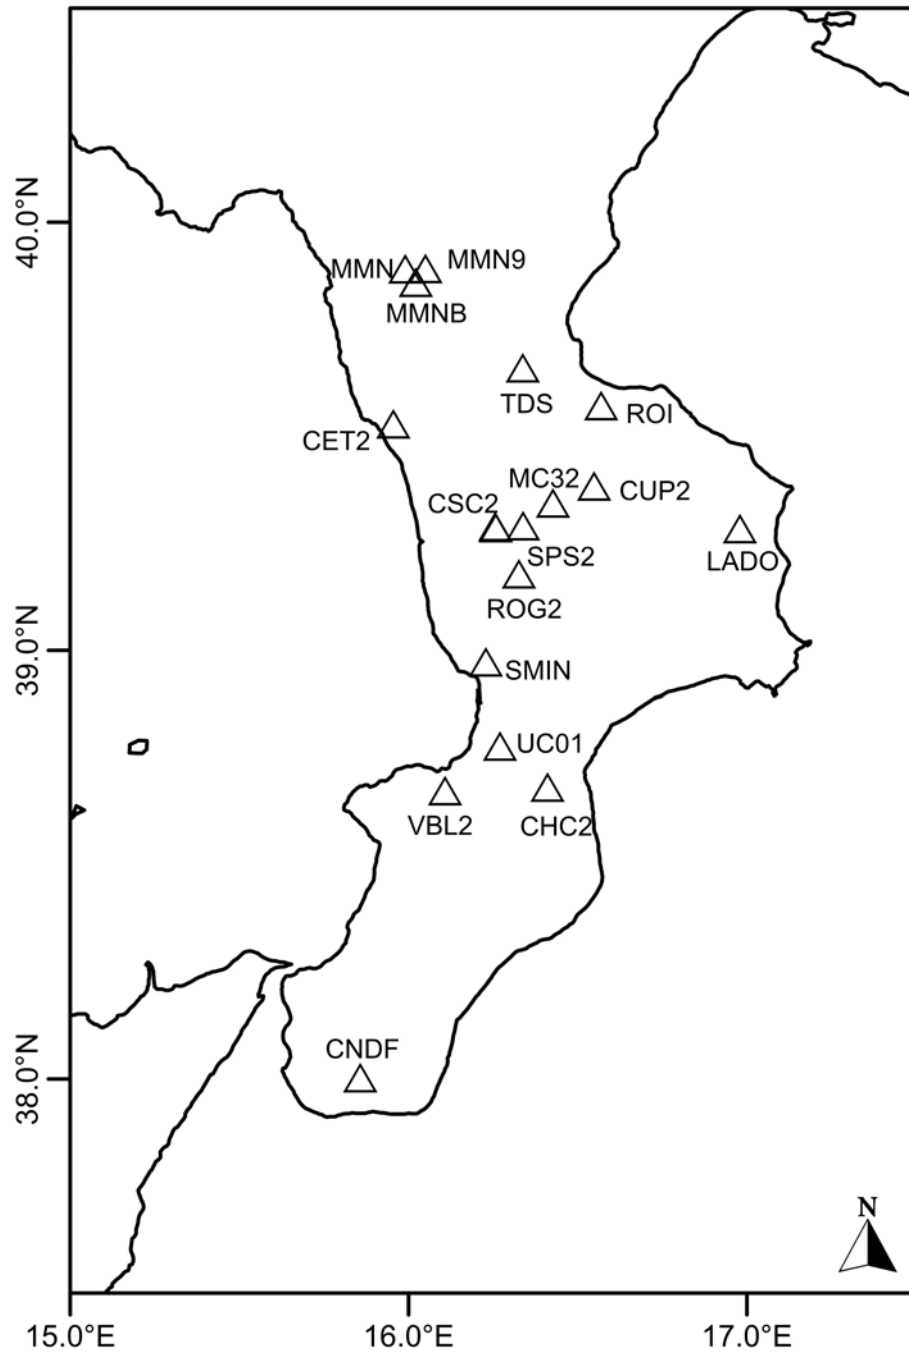 40.0°N
MMN
MMN9
MMNB
TDS
ROI
CET2
MC32
CUP2
CSC2
SPS2
LADO
ROG2
39.0°N
SMIN
UC01
VBL2
CHC2
CNDF
38.0°N
N
15.0°E
16.0°E
17.0°E